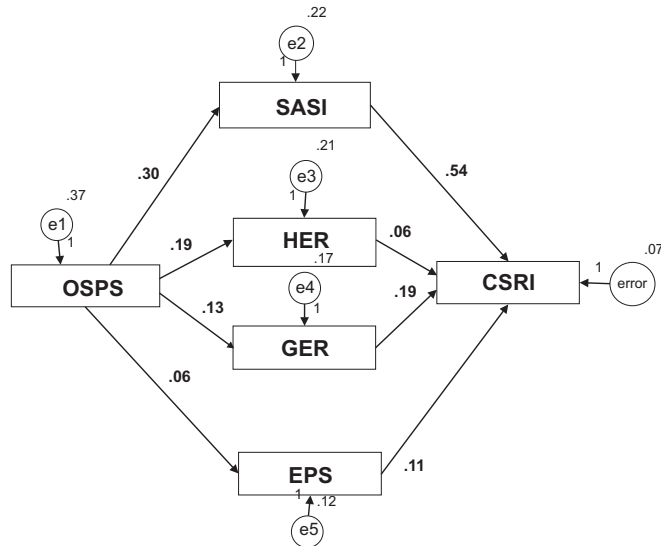 .22
e2
1
SASI
.21
.30
.54
e3
.37
1
e1
1
.19
HER
.06
.07
.17
1
OSPS
CSRI
error
e4
.13
1
.19
GER
.06
.11
EPS
1
.12
e5